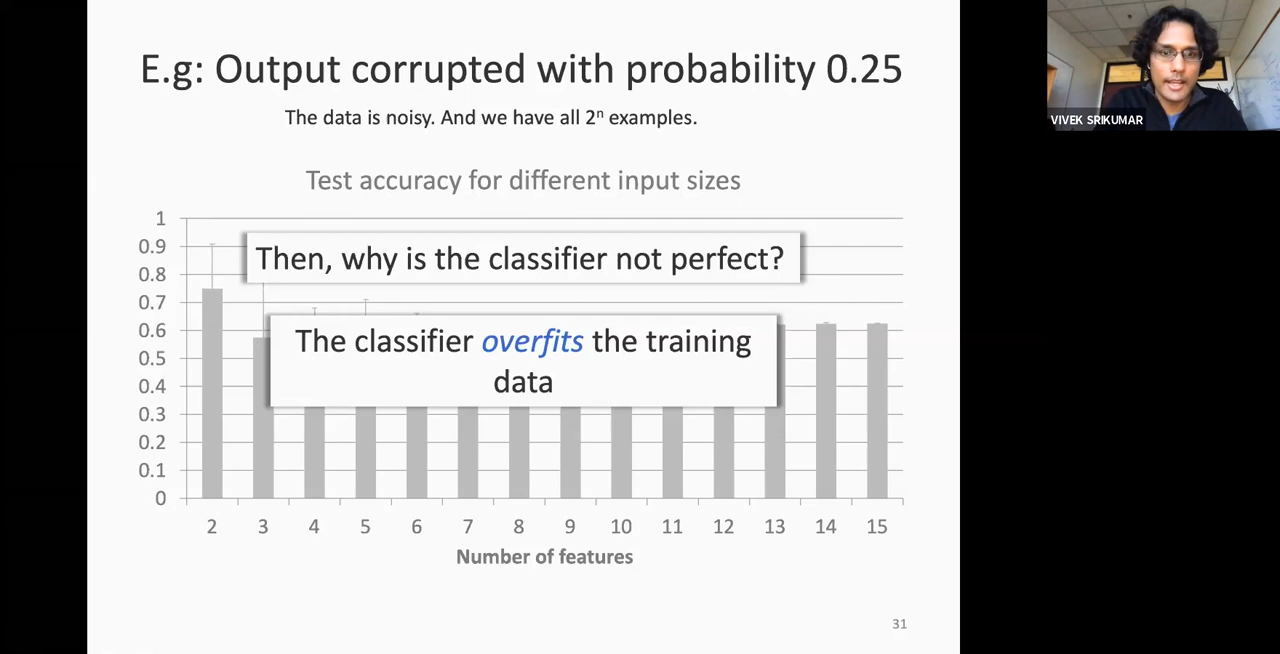 E.g: Output corrupted with probability 0.25
The data is noisy. And we have all 2ⁿ examples.
VIVEK SRIKUMAR
Test accuracy for different input sizes
1
0.9
0.8
0.7
0.6
0.5
0.4
0.3
0.2
0.1
0
Then, why is the classifier not perfect?
The classifier overfits the training
data
2 3 4 5 6 7 8 9 10 11 12 13 14 15
Number of features
31